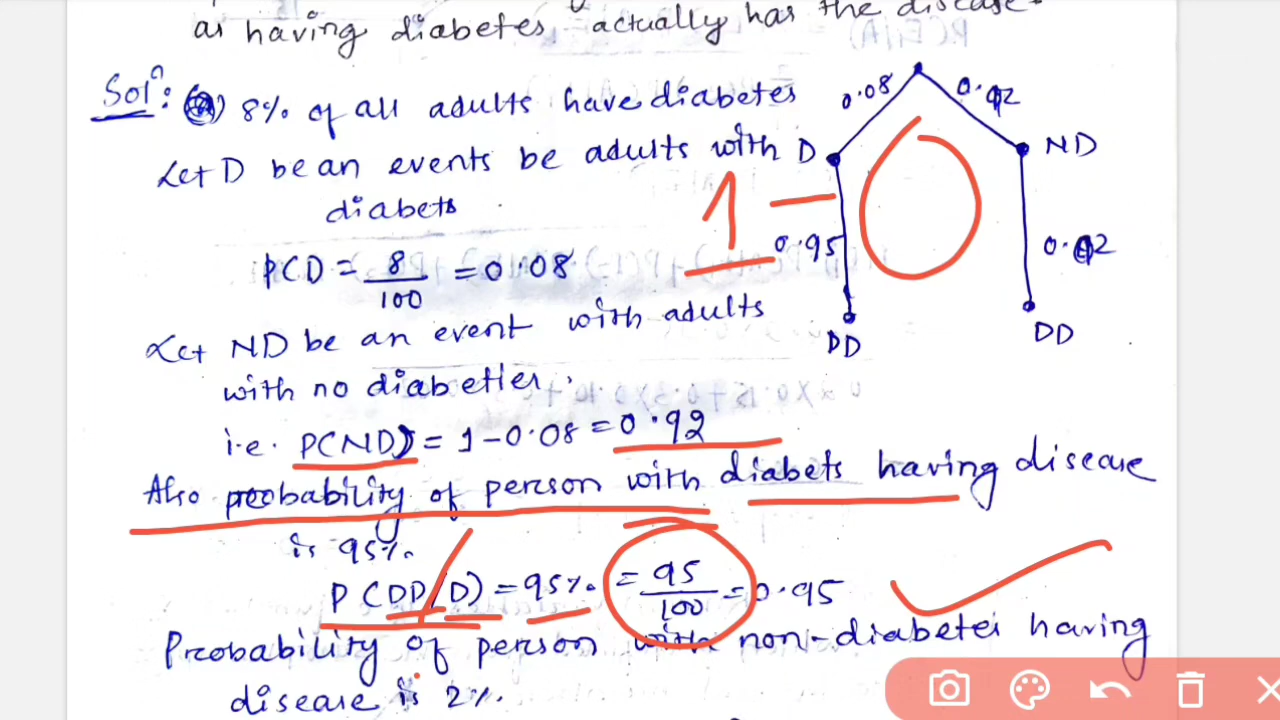 as having diabetes actually has the disease.
Solⁿ: (a) 8% of all adults have diabetes
Let D be an events be adults with
diabets
P(D = 8/100 = 0.08
Let ND be an event with adults
with no diabetier.
i.e. P(ND) = 1-0.08 = 0.92
Also probability of person with diabets having disease
is 95%.
P(DD/D) = 95% = 95/100 = 0.95
Probability of person with non-diabetes having
disease is 2%.
0.08
0.92
D
ND
1
0.95
0.02
DD
DD